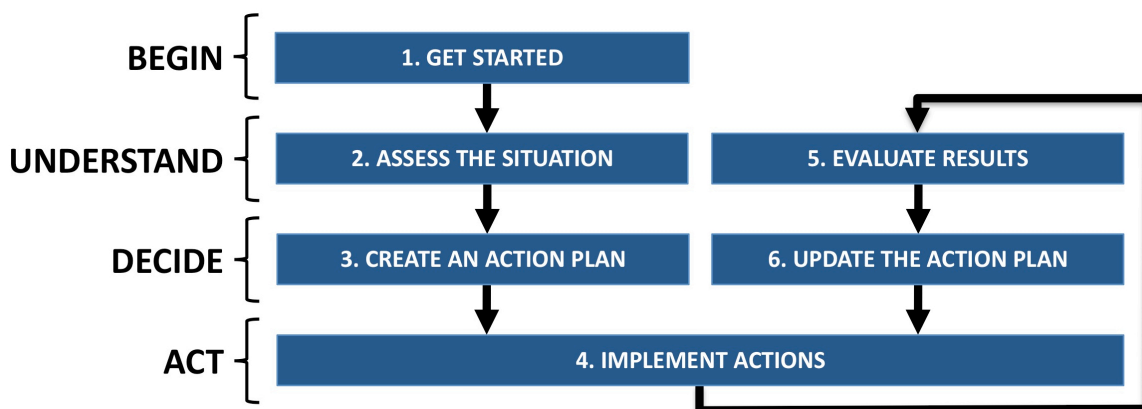 BEGIN
1. GET STARTED
UNDERSTAND
2. ASSESS THE SITUATION
5. EVALUATE RESULTS
DECIDE
3. CREATE AN ACTION PLAN
6. UPDATE THE ACTION PLAN
ACT
4. IMPLEMENT ACTIONS